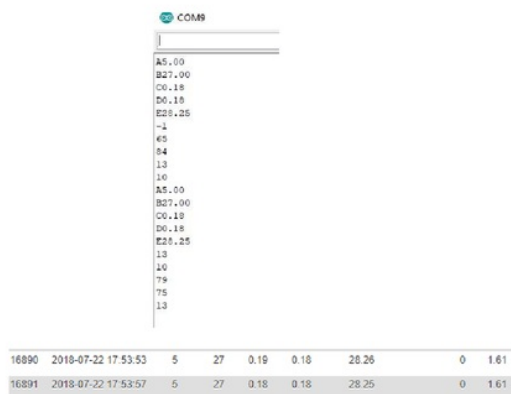 COM9
A5.00
B27.00
C0.18
D0.18
E28.25
-1
65
84
13
10
A5.00
B27.00
C0.18
D0.18
E28.25
13
10
79
75
13
16890 2018-07-22 17:53:53 5 27 0.19 0.18 28.26 0 1.61
16891 2018-07-22 17:53:57 5 27 0.18 0.18 28.25 0 1.61